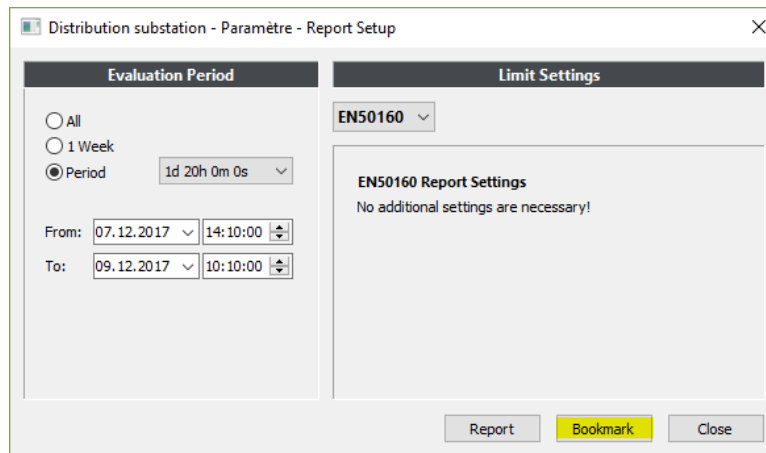 Distribution substation - Paramètre - Report Setup
Evaluation Period
All
1 Week
Period 1d 20h 0m 0s
From: 07.12.2017 14:10:00
To: 09.12.2017 10:10:00
Limit Settings
EN50160
EN50160 Report Settings
No additional settings are necessary!
Report Bookmark Close